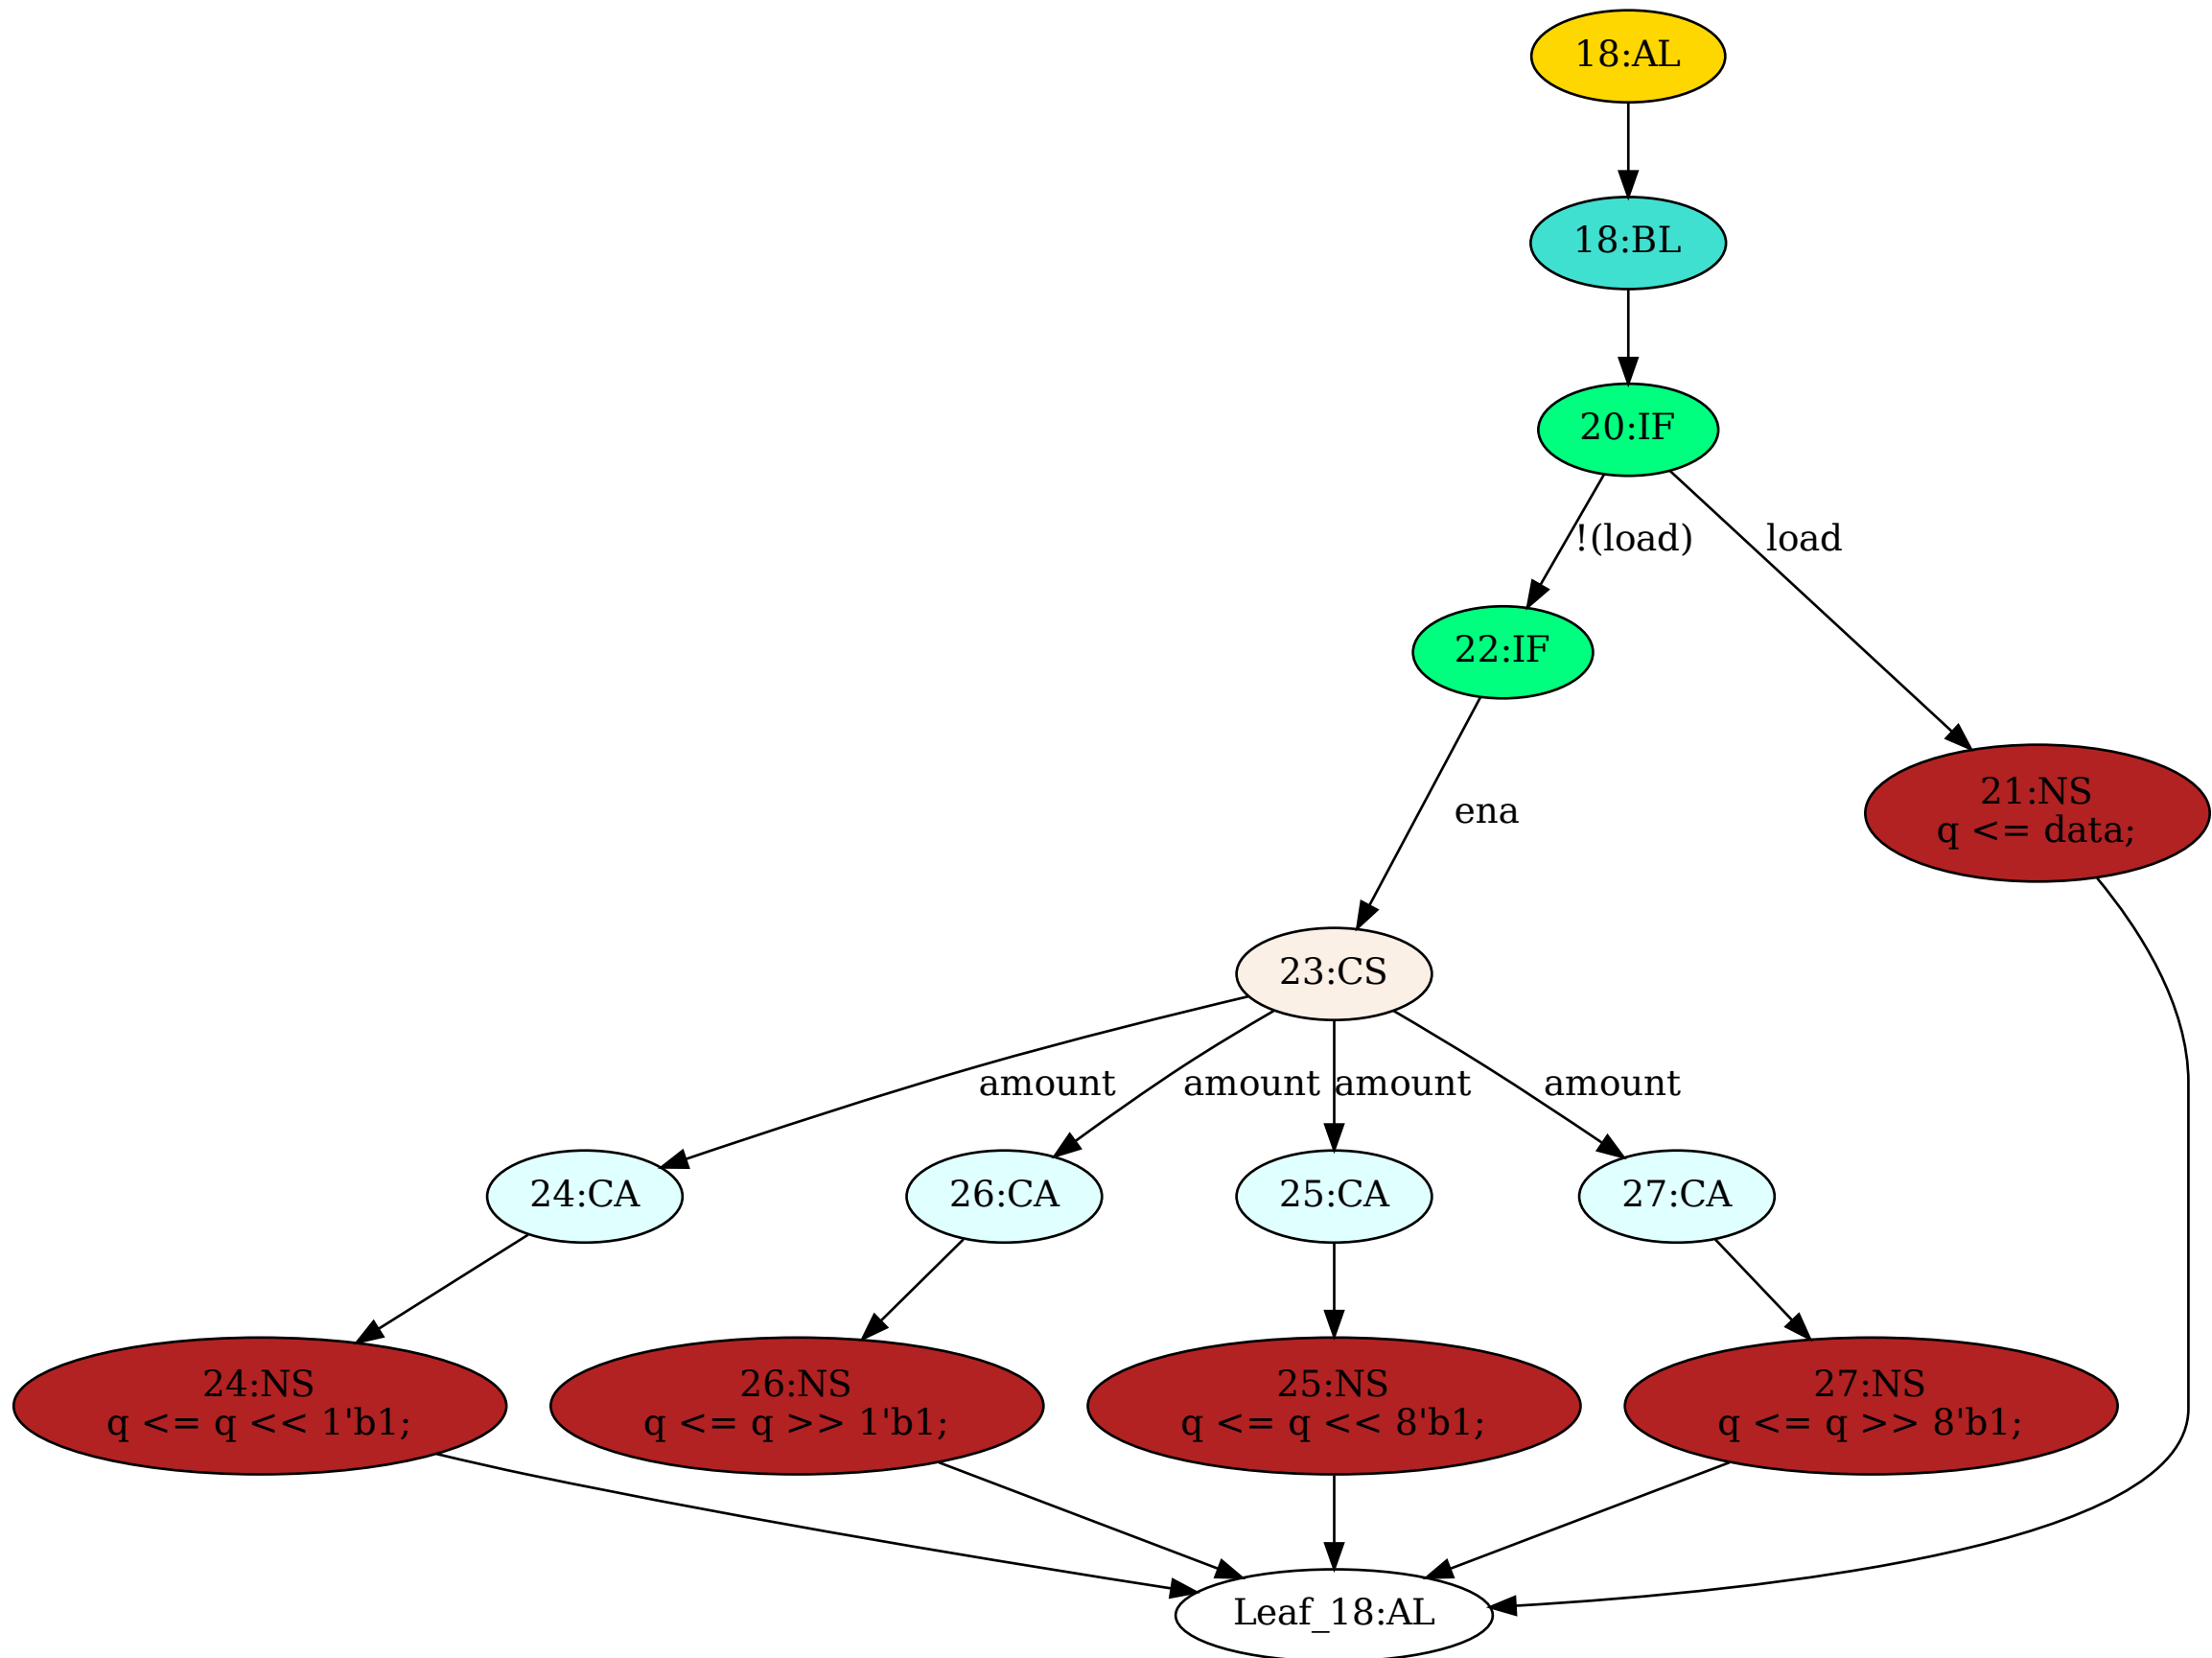 18:AL
18:BL
20:IF
!(load)
load
22:IF
21:NS
q <= data;
ena
23:CS
amount
amount
amount
amount
24:CA
26:CA
25:CA
27:CA
24:NS
q <= q << 1'b1;
26:NS
q <= q >> 1'b1;
25:NS
q <= q << 8'b1;
27:NS
q <= q >> 8'b1;
Leaf_18:AL